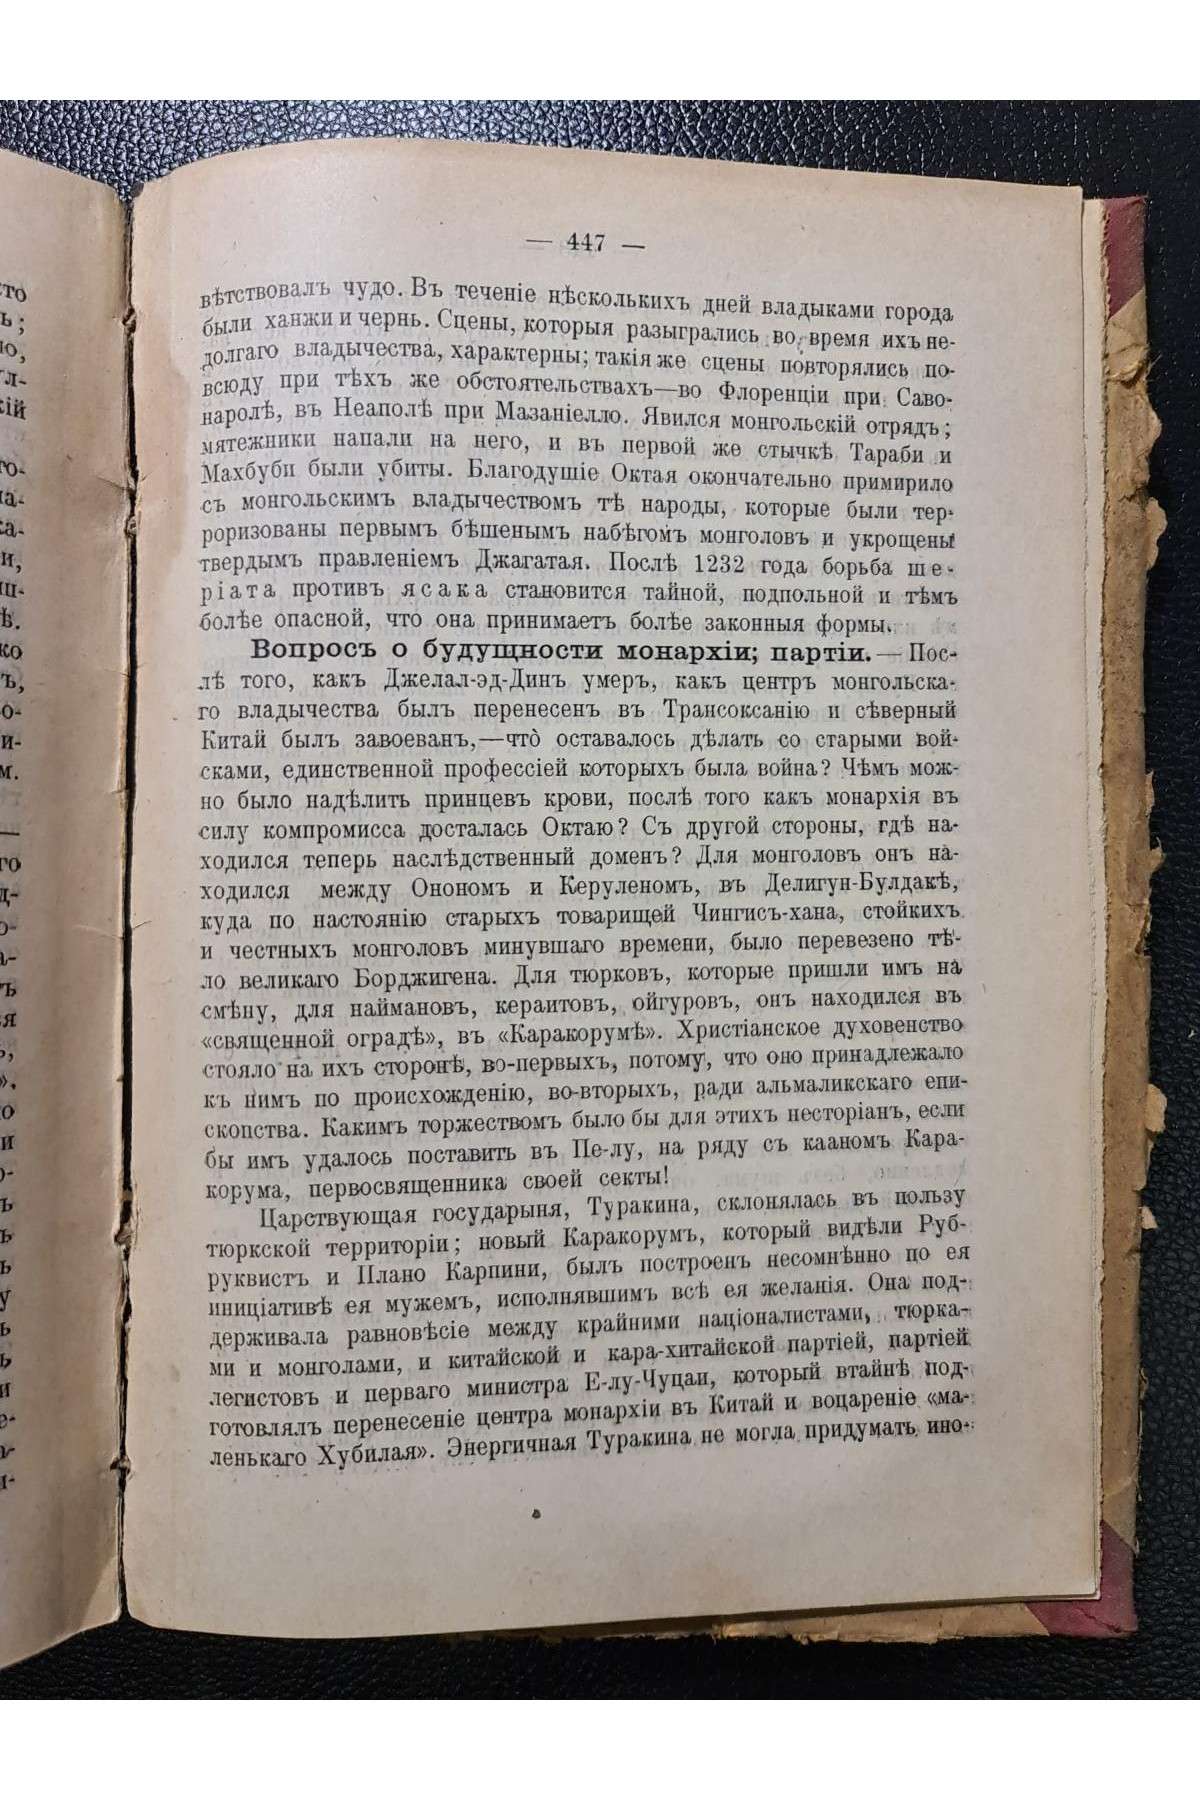 — 447 —
вѣтствовалъ чудо. Въ теченіе нѣсколькихъ дней владыками города
были ханжи и чернь. Сцены, которыя разыгрались во время ихъ не-
долгаго владычества, характерны; такія же сцены повторялись по-
всюду при тѣхъ же обстоятельствахъ—во Флоренціи при Саво-
наролѣ, въ Неаполѣ при Мазаніелло. Явился монгольскій отрядъ;
мятежники напали на него, и въ первой же стычкѣ Тараби и
Махбуби были убиты. Благодушіе Октая окончательно примирило
съ монгольскимъ владычествомъ тѣ народы, которые были тер-
роризованы первымъ бѣшенымъ набѣгомъ монголовъ и укрощены
твердымъ правленіемъ Джагатая. Послѣ 1232 года борьба ше-
ріата противъ ясака становится тайной, подпольной и тѣмъ
болѣе опасной, что она принимаетъ болѣе законныя формы.
Вопросъ о будущности монархіи; партіи.—Пос-
лѣ того, какъ Джелал-эд-Динъ умеръ, какъ центръ монгольска-
го владычества былъ перенесенъ въ Трансоксанію и сѣверный
Китай былъ завоеванъ,—что̀ оставалось дѣлать со старыми вой-
сками, единственной профессіей которыхъ была война? Чѣмъ мож-
но было надѣлить принцевъ крови, послѣ того какъ монархія въ
силу компромисса досталась Октаю? Съ другой стороны, гдѣ на-
ходился теперь наслѣдственный доменъ? Для монголовъ онъ на-
ходился между Онономъ и Керуленомъ, въ Делигун-Булдакѣ,
куда по настоянію старыхъ товарищей Чингисъ-хана, стойкихъ
и честныхъ монголовъ минувшаго времени, было перевезено тѣ-
ло великаго Борджигена. Для тюрковъ, которые пришли имъ на
смѣну, для наймановъ, кераитовъ, ойгуровъ, онъ находился въ
«священной оградѣ», въ «Каракорумѣ». Христіанское духовенство
стояло на ихъ сторонѣ, во-первыхъ, потому, что оно принадлежало
къ нимъ по происхожденію, во-вторыхъ, ради альмаликскаго епи-
скопства. Какимъ торжествомъ было бы для этихъ несторіанъ, если
бы имъ удалось поставить въ Пе-лу, на ряду съ кааномъ Кара-
корума, первосвященника своей секты!
Царствующая государыня, Туракина, склонялась въ пользу
тюркской территоріи; новый Каракорумъ, который видѣли Руб-
руквистъ и Плано Карпини, былъ построенъ несомнѣнно по ея
иниціативѣ ея мужемъ, исполнявшимъ всѣ ея желанія. Она под-
держивала равновѣсіе между крайними націоналистами, тюрка-
ми и монголами, и китайской и кара-хитайской партіей, партіей
легистовъ и перваго министра Е-лу-Чуцаи, который втайнѣ под-
готовлялъ перенесеніе центра монархіи въ Китай и воцареніе «ма-
ленькаго Хубилая». Энергичная Туракина не могла придумать ино-